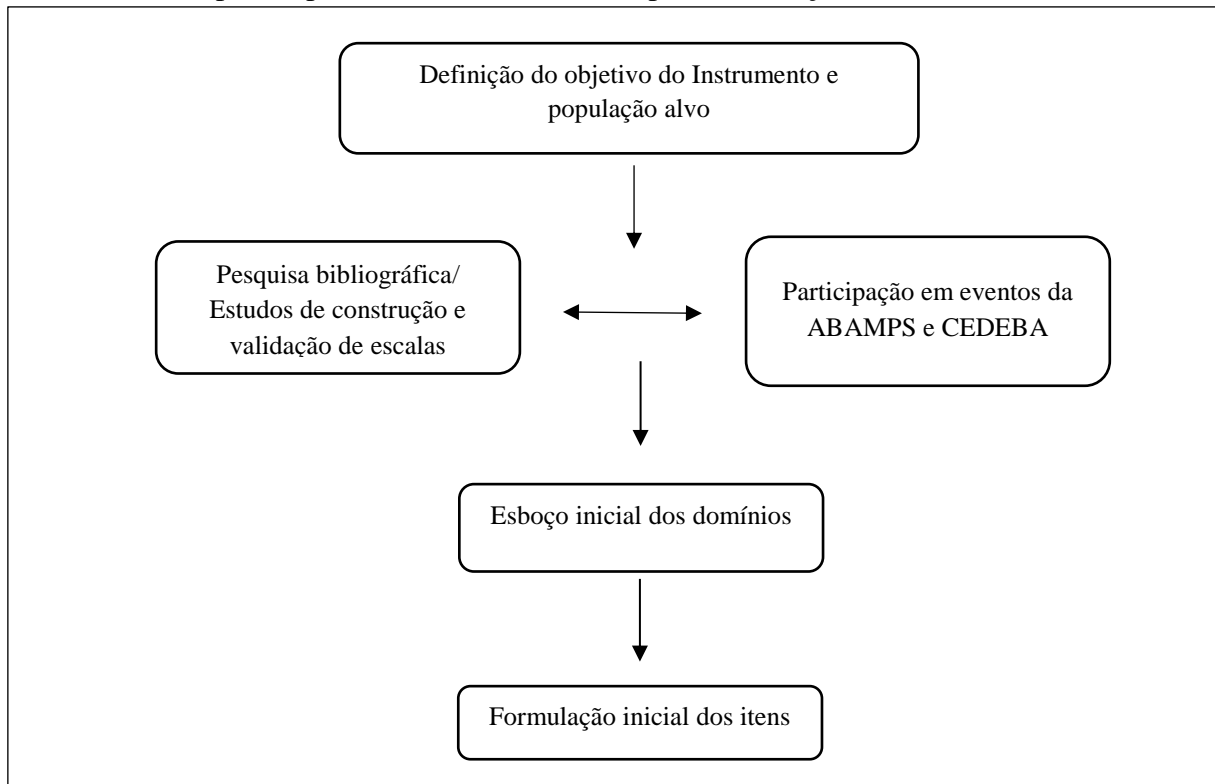 Definição do objetivo do Instrumento e
população alvo
Pesquisa bibliográfica/
Estudos de construção e
validação de escalas
Participação em eventos da
ABAMPS e CEDEBA
Esboço inicial dos domínios
Formulação inicial dos itens